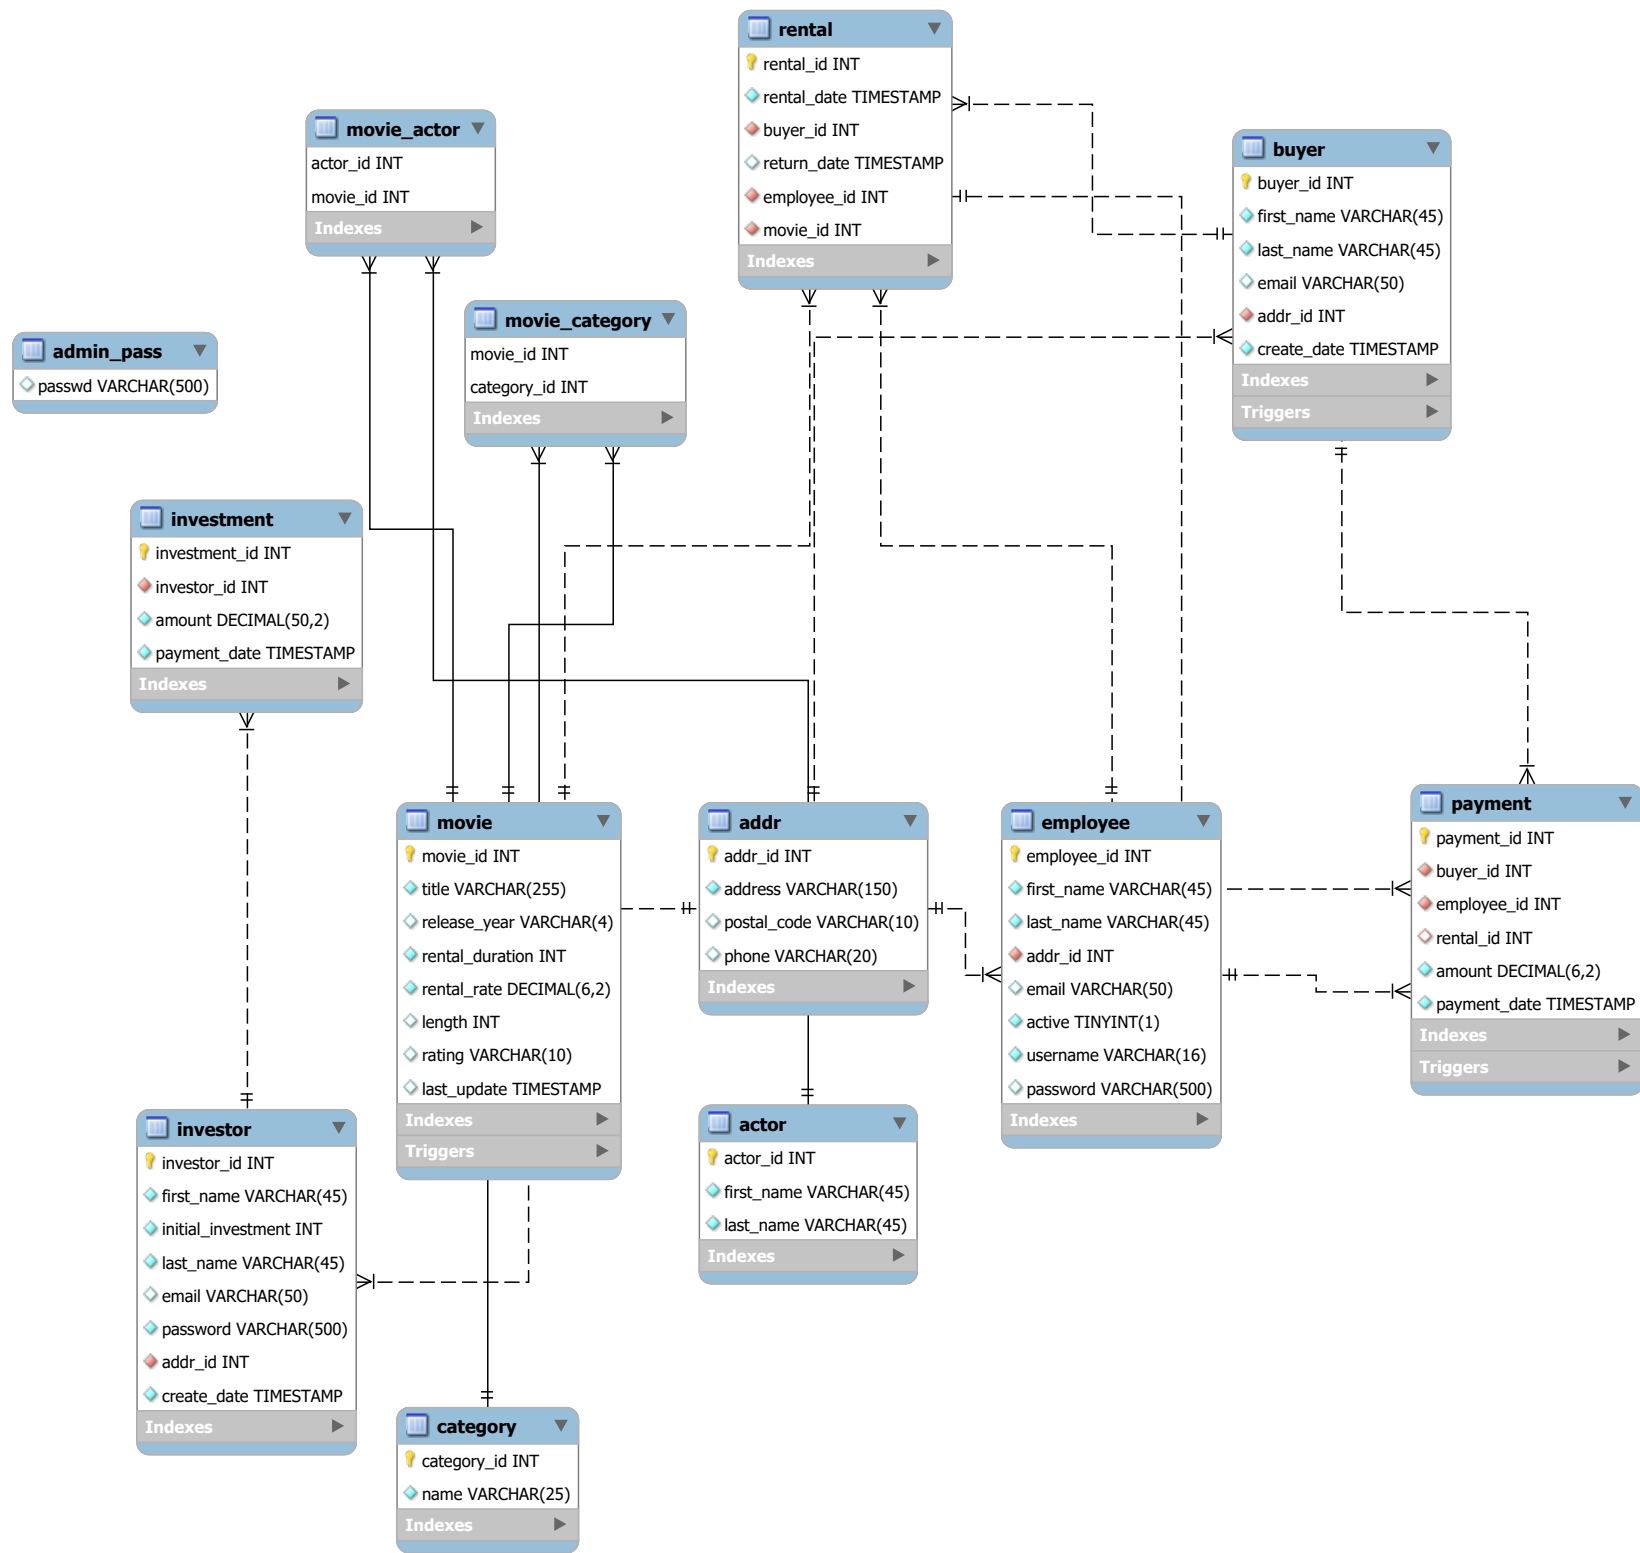 rental
rental_id INT
rental_date TIMESTAMP
buyer_id INT
return_date TIMESTAMP
employee_id INT
movie_id INT
Indexes
movie_actor
actor_id INT
movie_id INT
Indexes
buyer
buyer_id INT
first_name VARCHAR(45)
last_name VARCHAR(45)
email VARCHAR(50)
addr_id INT
create_date TIMESTAMP
Indexes
Triggers
movie_category
movie_id INT
category_id INT
Indexes
admin_pass
passwd VARCHAR(500)
investment
investment_id INT
investor_id INT
amount DECIMAL(50,2)
payment_date TIMESTAMP
Indexes
movie
movie_id INT
title VARCHAR(255)
release_year VARCHAR(4)
rental_duration INT
rental_rate DECIMAL(6,2)
length INT
rating VARCHAR(10)
last_update TIMESTAMP
Indexes
Triggers
addr
addr_id INT
address VARCHAR(150)
postal_code VARCHAR(10)
phone VARCHAR(20)
Indexes
employee
employee_id INT
first_name VARCHAR(45)
last_name VARCHAR(45)
addr_id INT
email VARCHAR(50)
active TINYINT(1)
username VARCHAR(16)
password VARCHAR(500)
Indexes
payment
payment_id INT
buyer_id INT
employee_id INT
rental_id INT
amount DECIMAL(6,2)
payment_date TIMESTAMP
Indexes
Triggers
investor
investor_id INT
first_name VARCHAR(45)
initial_investment INT
last_name VARCHAR(45)
email VARCHAR(50)
password VARCHAR(500)
addr_id INT
create_date TIMESTAMP
Indexes
actor
actor_id INT
first_name VARCHAR(45)
last_name VARCHAR(45)
Indexes
category
category_id INT
name VARCHAR(25)
Indexes